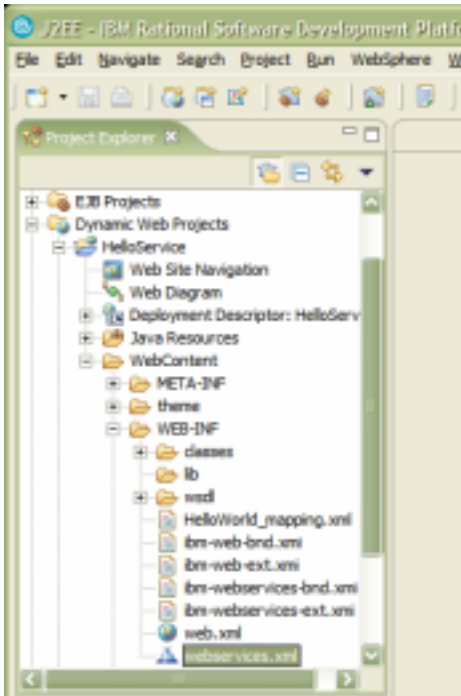 J2EE - IBM Rational Software Development Platf
File Edit Navigate Search Project Run WebSphere W
Project Explorer
EJB Projects
Dynamic Web Projects
HelloService
Web Site Navigation
Web Diagram
Deployment Descriptor: HelloServ
Java Resources
WebContent
META-INF
theme
WEB-INF
classes
lib
wsdl
HelloWorld_mapping.xml
ibm-web-bnd.xmi
ibm-web-ext.xmi
ibm-webservices-bnd.xmi
ibm-webservices-ext.xmi
web.xml
webservices.xml